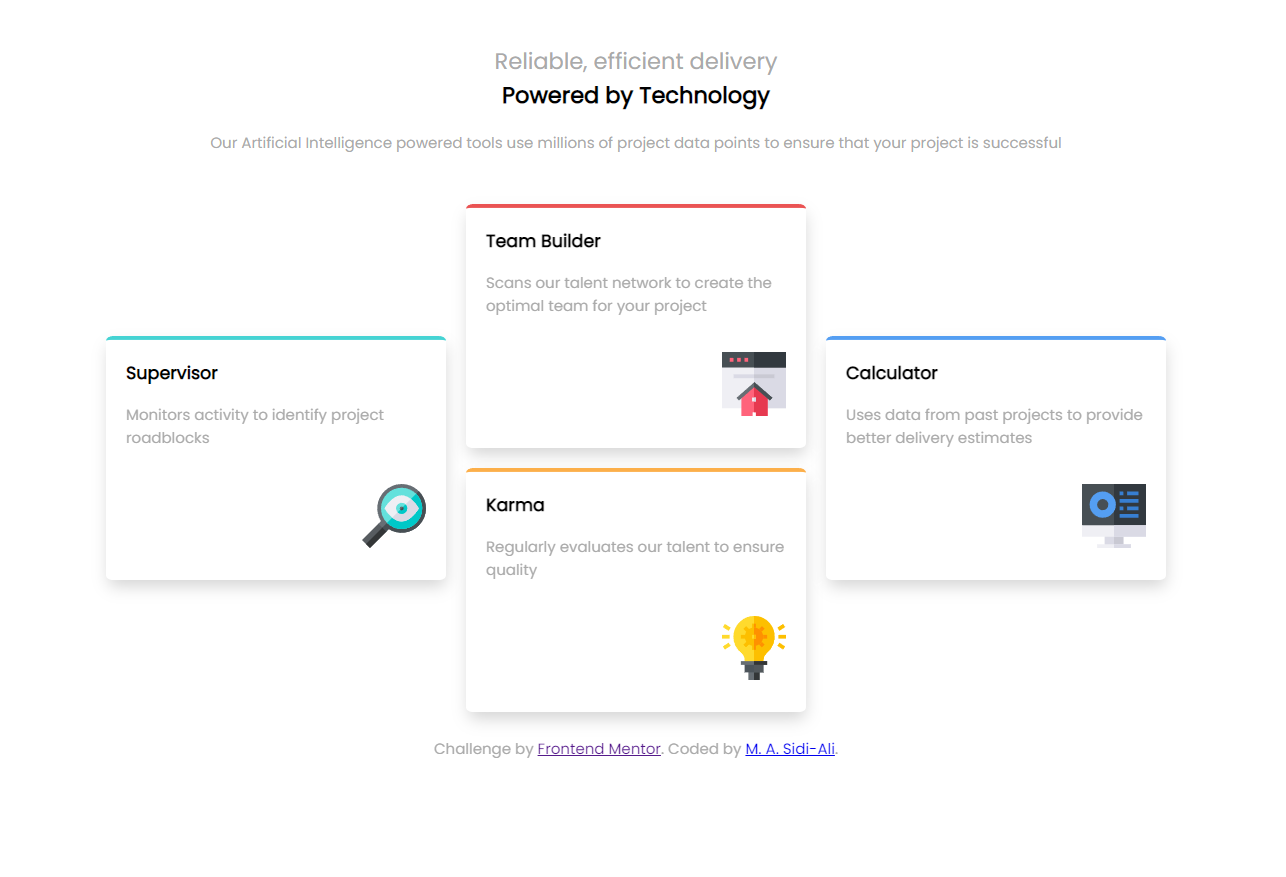 Reliable, efficient delivery
Powered by Technology
Our Artificial Intelligence powered tools use millions of project data points to ensure that your project is successful
Team Builder
Scans our talent network to create the
optimal team for your project
Supervisor
Monitors activity to identify project
roadblocks
Calculator
Uses data from past projects to provide
better delivery estimates
Karma
Regularly evaluates our talent to ensure
quality
Challenge by Frontend Mentor. Coded by M. A. Sidi-Ali.